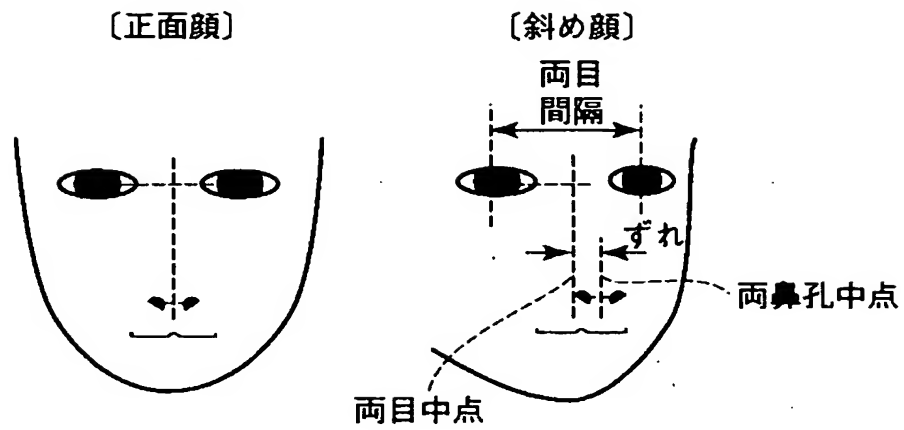 〔正面顔〕
〔斜め顔〕
両目
間隔
ずれ
両鼻孔中点
両目中点